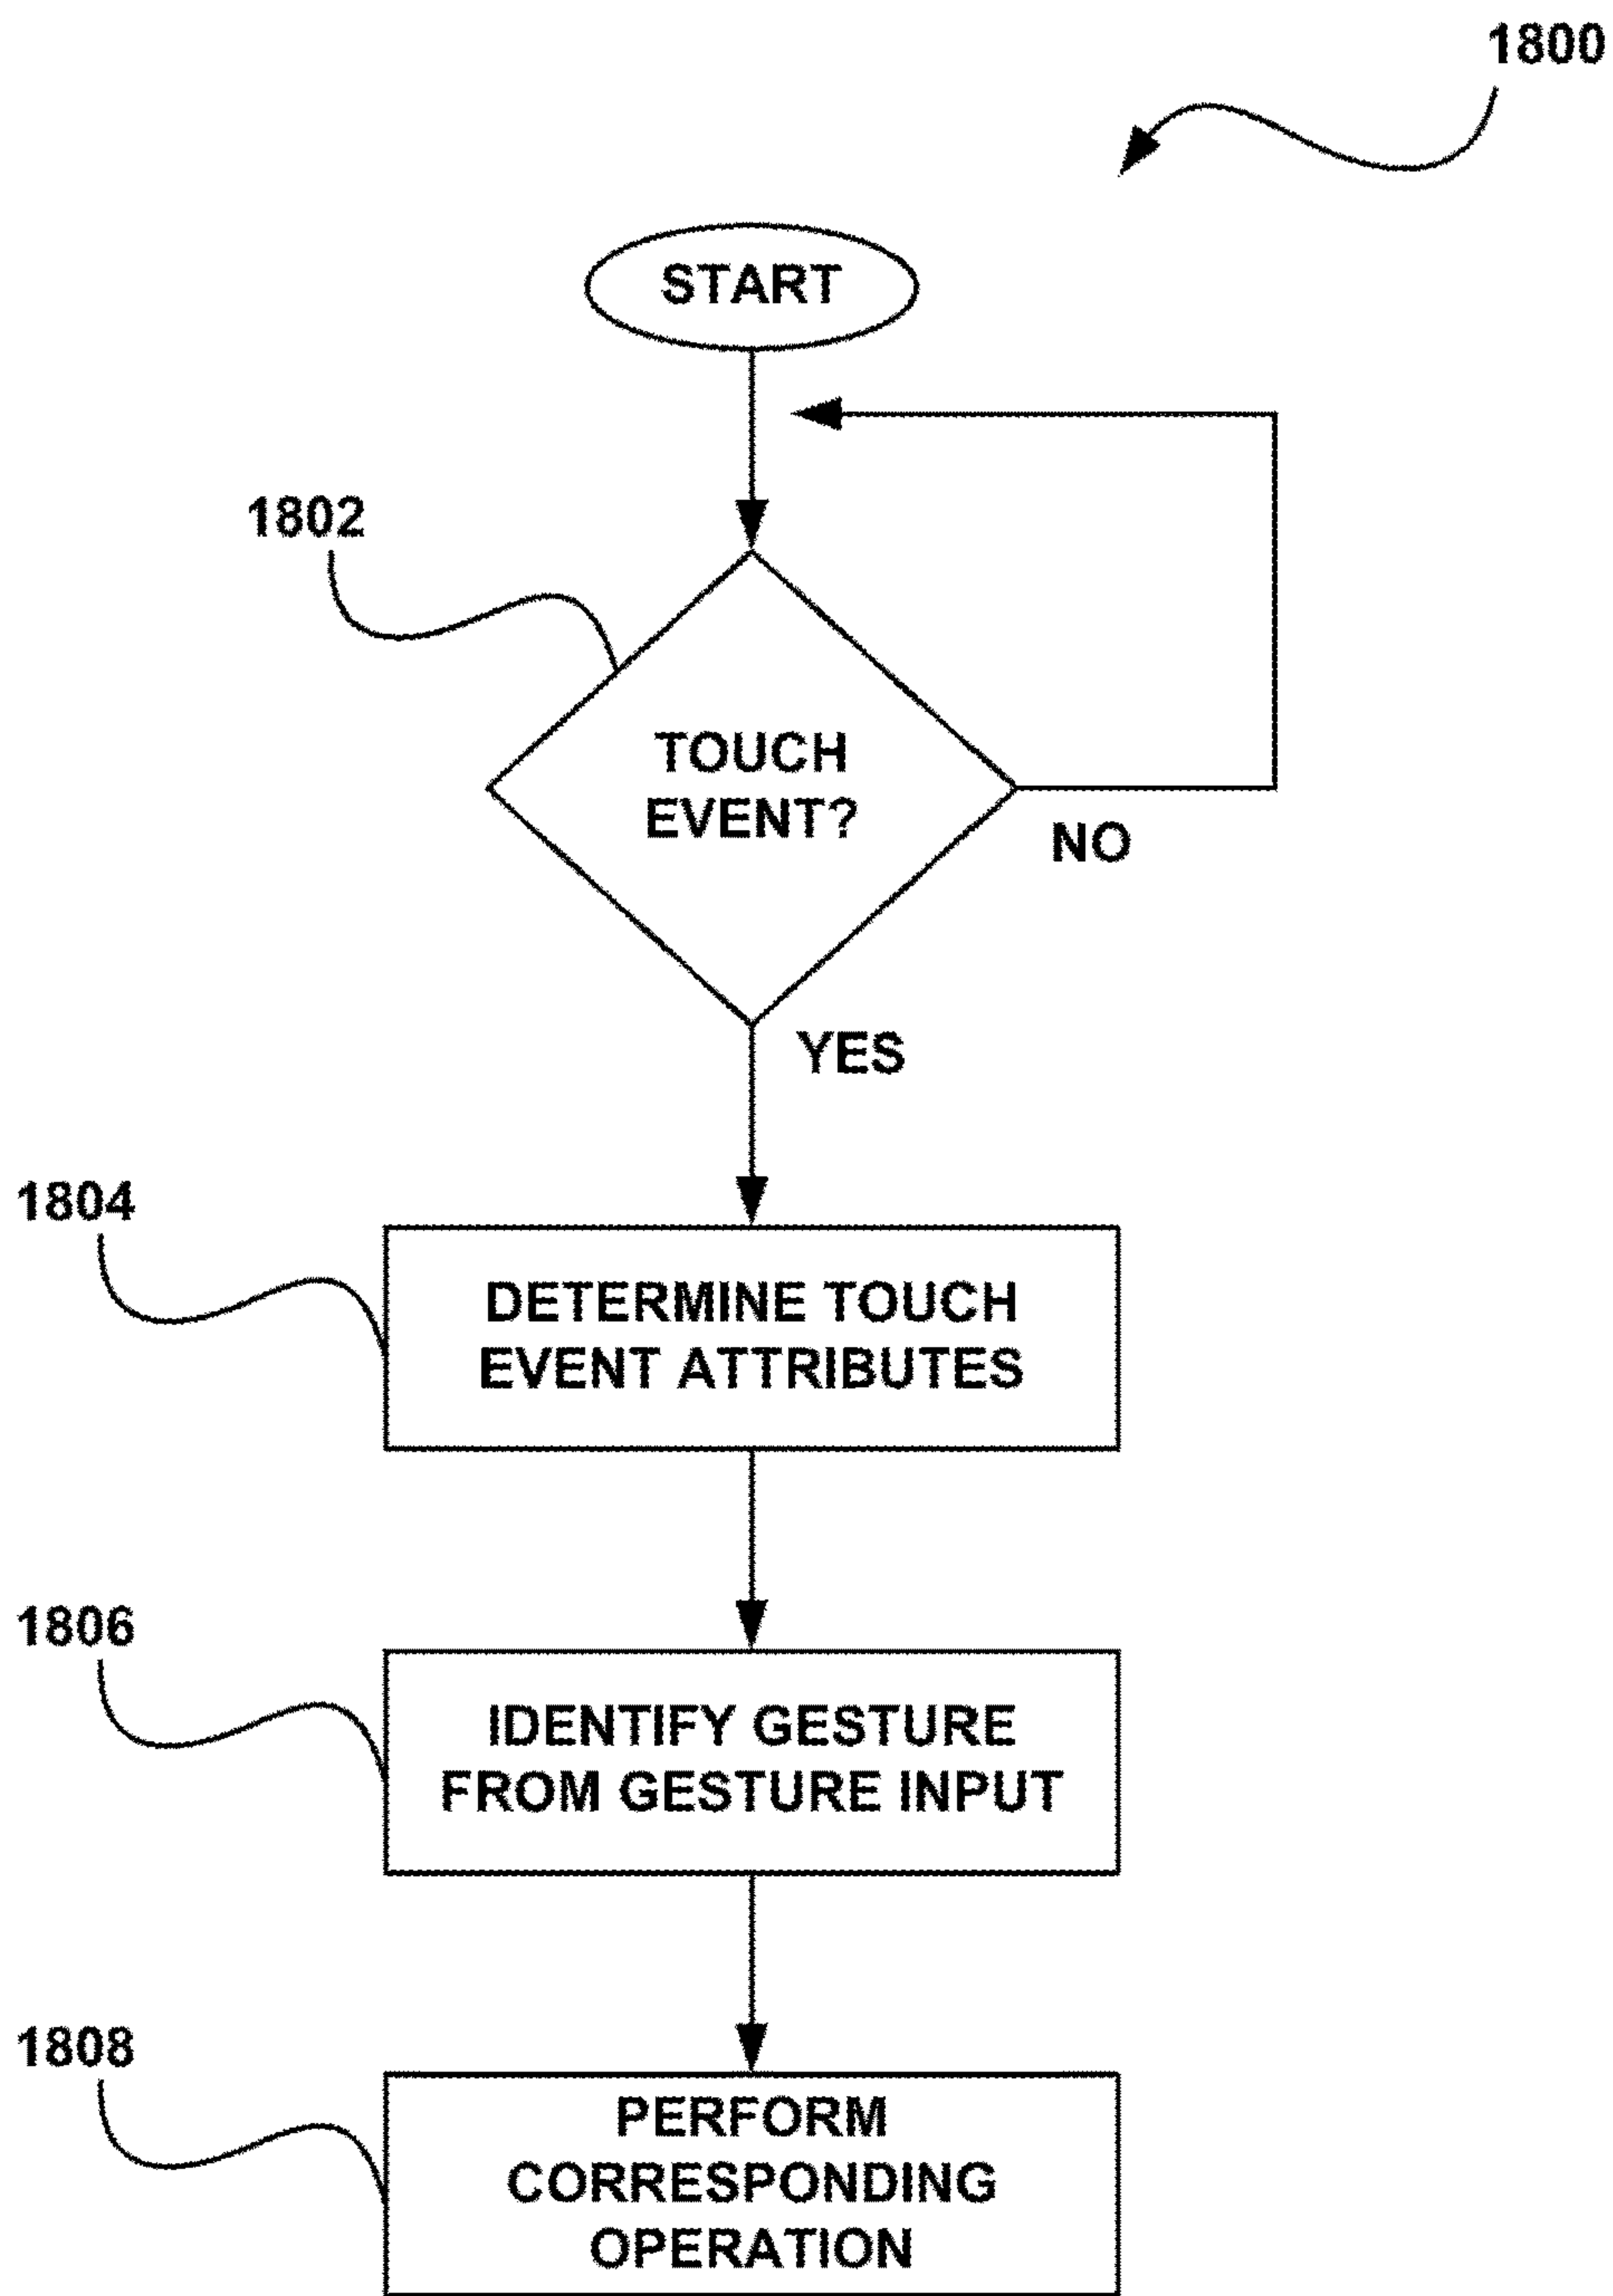 1800
START
1802
TOUCH
EVENT?
NO
YES
1804
DETERMINE TOUCH
EVENT ATTRIBUTES
1806
IDENTIFY GESTURE
FROM GESTURE INPUT
1808
PERFORM
CORRESPONDING
OPERATION